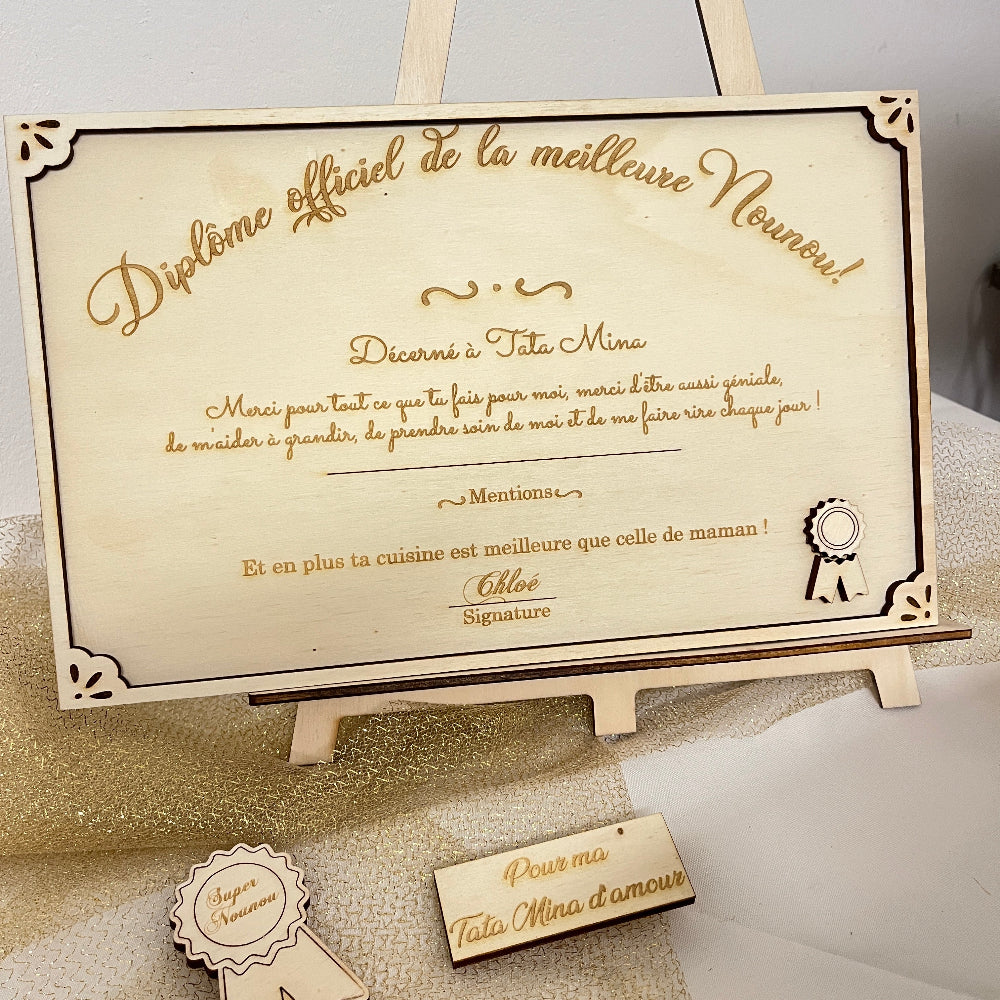 Diplôme officiel de la meilleure Nounou!
Décerné à Tata Mina
Merci pour tout ce que tu fais pour moi, merci d'être aussi géniale,
de m'aider à grandir, de prendre soin de moi et de me faire rire chaque jour !
Mentions
Et en plus ta cuisine est meilleure que celle de maman !
Chloé
Signature
Super
Nounou
Pour ma
Tata Mina d'amour